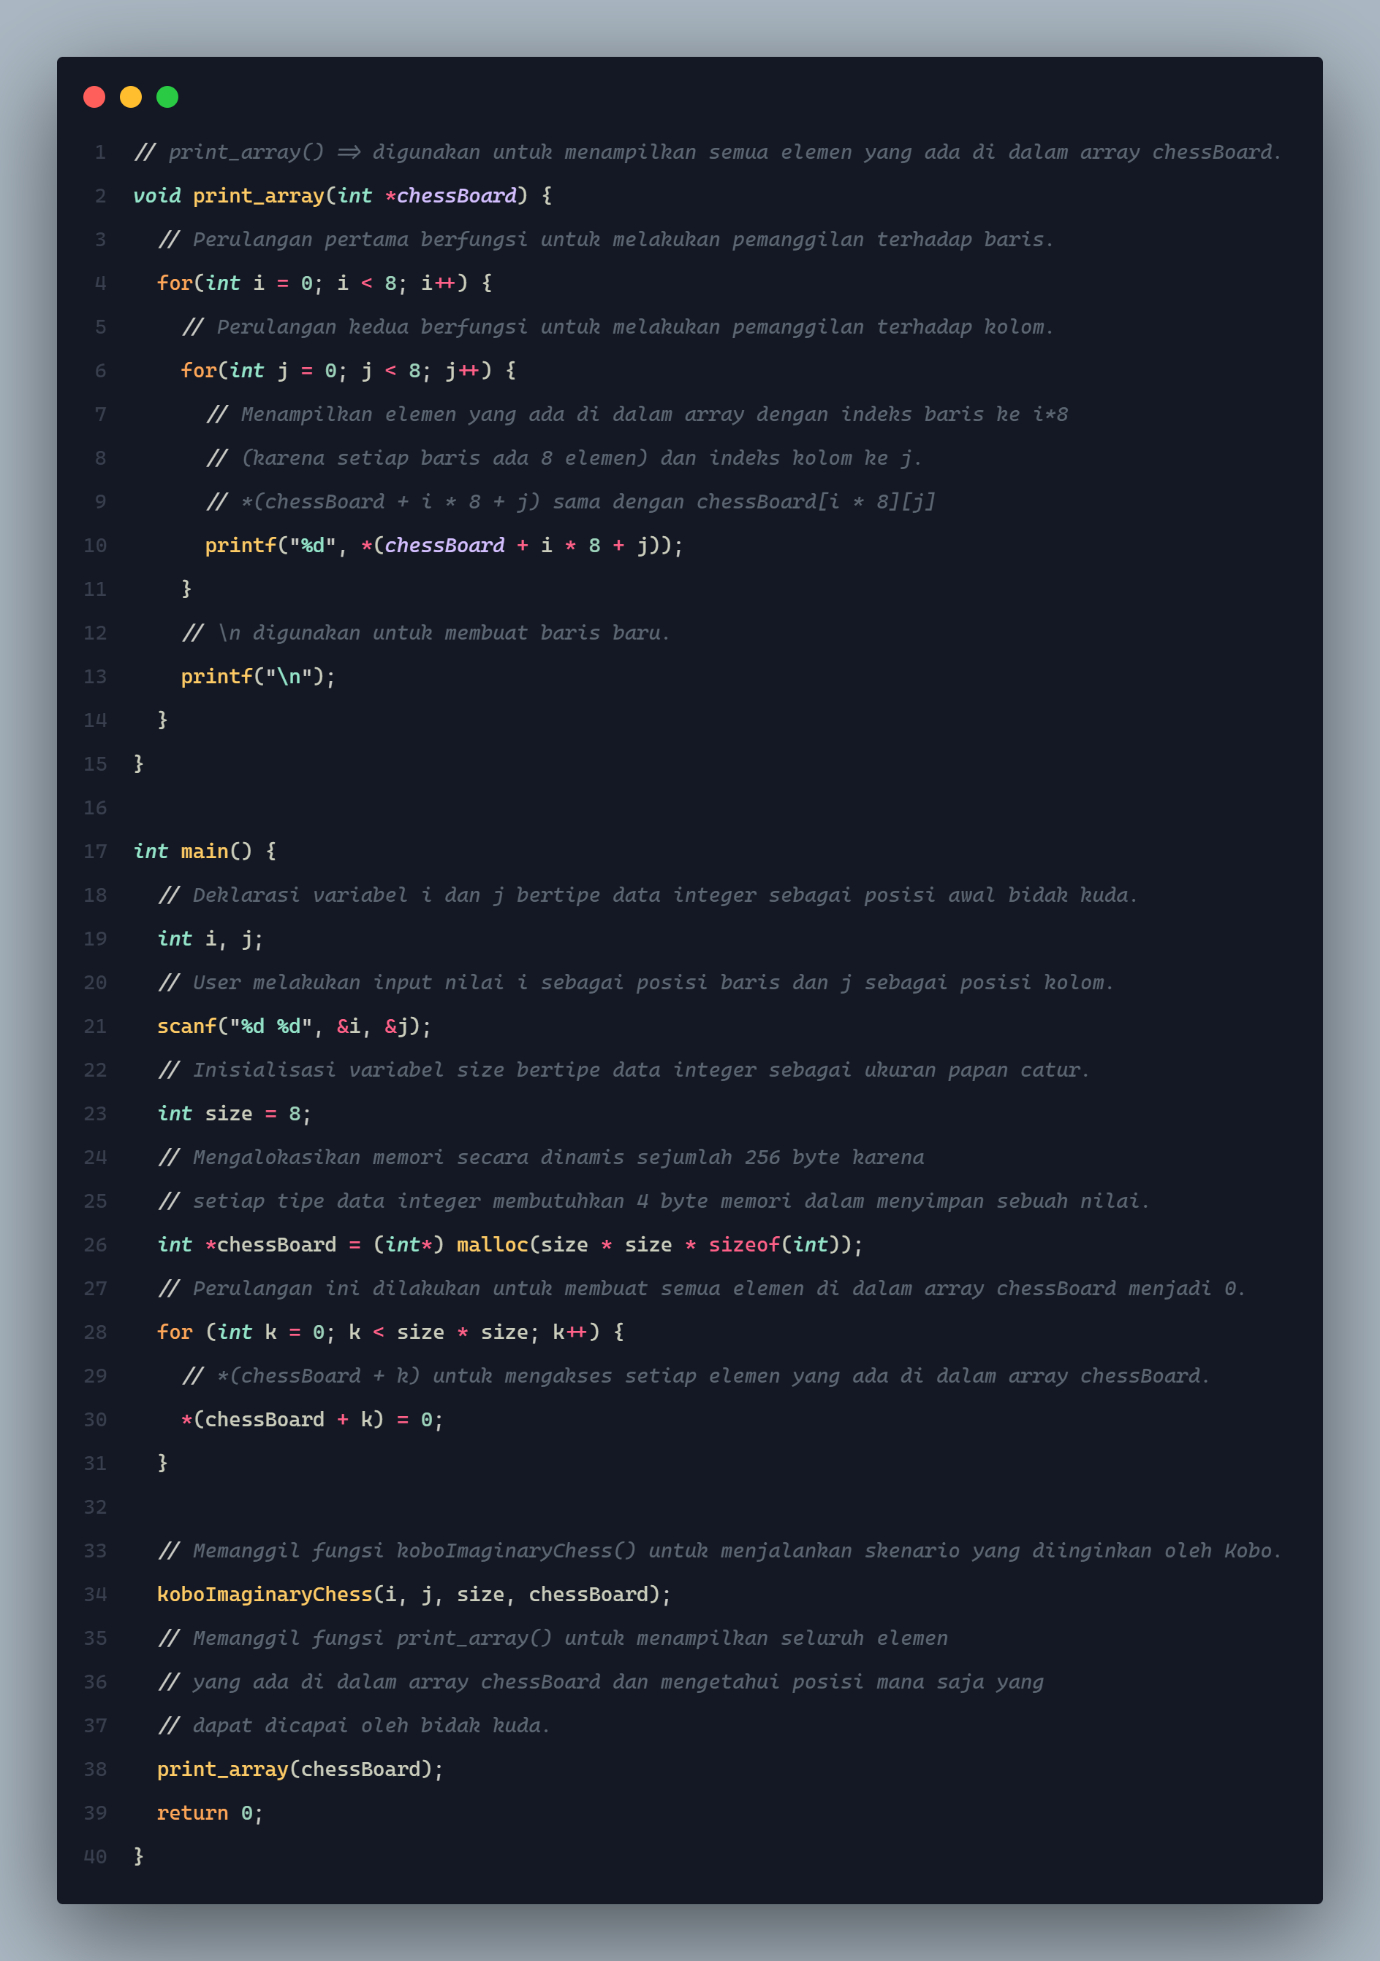 1 // print_array() => digunakan untuk menampilkan semua elemen yang ada di dalam array chessBoard.
2 void print_array(int *chessBoard) {
3   // Perulangan pertama berfungsi untuk melakukan pemanggilan terhadap baris.
4   for(int i = 0; i < 8; i++) {
5     // Perulangan kedua berfungsi untuk melakukan pemanggilan terhadap kolom.
6     for(int j = 0; j < 8; j++) {
7       // Menampilkan elemen yang ada di dalam array dengan indeks baris ke i*8
8       // (karena setiap baris ada 8 elemen) dan indeks kolom ke j.
9       // *(chessBoard + i * 8 + j) sama dengan chessBoard[i * 8][j]
10       printf("%d", *(chessBoard + i * 8 + j));
11     }
12     // \n digunakan untuk membuat baris baru.
13     printf("\n");
14   }
15 }
16
17 int main() {
18   // Deklarasi variabel i dan j bertipe data integer sebagai posisi awal bidak kuda.
19   int i, j;
20   // User melakukan input nilai i sebagai posisi baris dan j sebagai posisi kolom.
21   scanf("%d %d", &i, &j);
22   // Inisialisasi variabel size bertipe data integer sebagai ukuran papan catur.
23   int size = 8;
24   // Mengalokasikan memori secara dinamis sejumlah 256 byte karena
25   // setiap tipe data integer membutuhkan 4 byte memori dalam menyimpan sebuah nilai.
26   int *chessBoard = (int*) malloc(size * size * sizeof(int));
27   // Perulangan ini dilakukan untuk membuat semua elemen di dalam array chessBoard menjadi 0.
28   for (int k = 0; k < size * size; k++) {
29     // *(chessBoard + k) untuk mengakses setiap elemen yang ada di dalam array chessBoard.
30     *(chessBoard + k) = 0;
31   }
32
33   // Memanggil fungsi koboImaginaryChess() untuk menjalankan skenario yang diinginkan oleh Kobo.
34   koboImaginaryChess(i, j, size, chessBoard);
35   // Memanggil fungsi print_array() untuk menampilkan seluruh elemen
36   // yang ada di dalam array chessBoard dan mengetahui posisi mana saja yang
37   // dapat dicapai oleh bidak kuda.
38   print_array(chessBoard);
39   return 0;
40 }